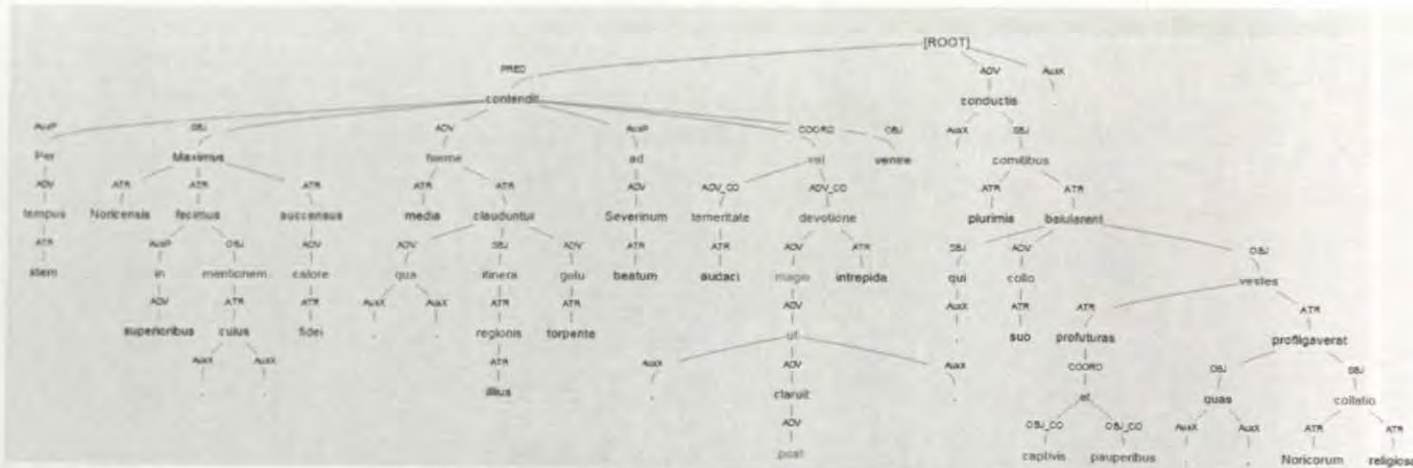 [ROOT]
PRED ADV AuxX
contendit conductis .
AuxP SBJ ADV AuxP COORD OBJ AuxX SBJ
Per Maximus hieme ad vel venire , comitibus
ADV ATR ATR ATR ATR ATR ADV ADV_CO ADV_CO ATR ATR
tempus Noricensis fecimus succensus media clauduntur Severinum temeritate devotione plurimis baiularent
ATR AuxP OBJ ADV ADV SBJ ADV ATR ATR ADV ATR SBJ ADV OBJ
idem in mentionem calore qua itinera gelu beatum audaci magis intrepida qui collo vestes
ADV ATR ATR AuxX AuxX ATR ATR ADV AuxX ATR ATR ATR
superioribus cuius fidei , , regionis torpente ut , suo profuturas profligaverat
AuxX AuxX ATR AuxX ADV AuxX COORD OBJ SBJ
, , illius , claruit , et quas collatio
ADV OBJ_CO OBJ_CO AuxX AuxX ATR ATR
post captivis pauperibus , , Noricorum religiosa